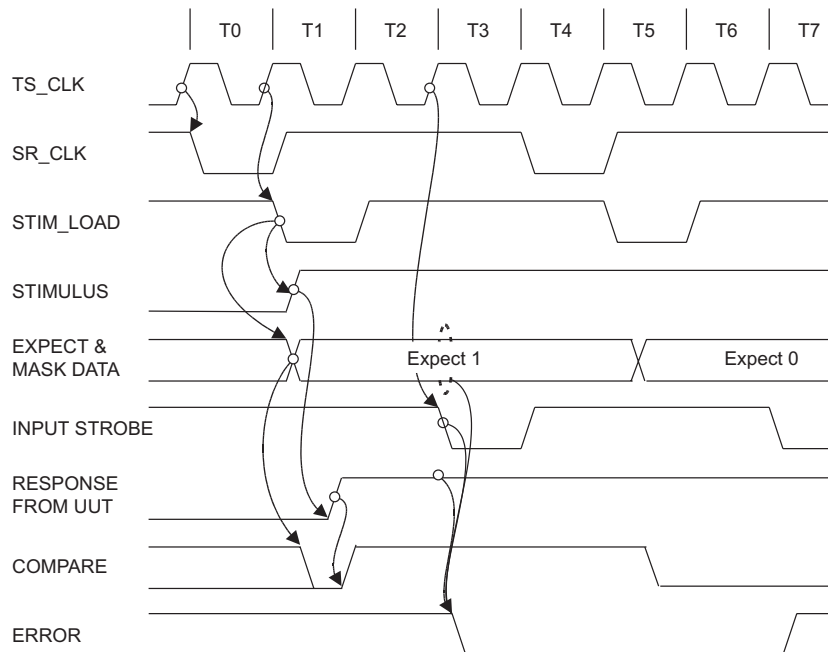 T0 T1 T2 T3 T4 T5 T6 T7
TS_CLK
SR_CLK
STIM_LOAD
STIMULUS
EXPECT &
MASK DATA
Expect 1 Expect 0
INPUT STROBE
RESPONSE
FROM UUT
COMPARE
ERROR